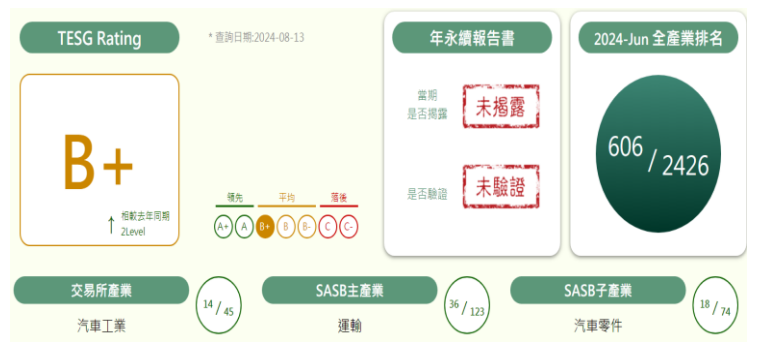 TESG Rating
* 查詢日期:2024-08-13
B+
↑ 相較去年同期
2Level
領先 平均 落後
A+ A B+ B B- C C-
年永續報告書
當期
是否揭露
未揭露
是否驗證
未驗證
2024-Jun 全產業排名
606 / 2426
交易所產業
汽車工業
14 / 45
SASB主產業
運輸
36 / 123
SASB子產業
汽車零件
18 / 74